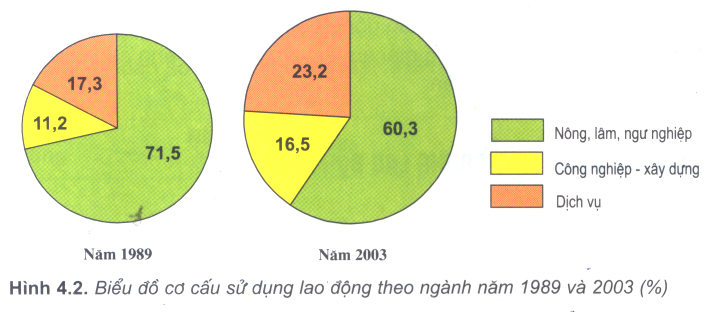 17,3
11,2
71,5
23,2
16,5
60,3
Nông, lâm, ngư nghiệp
Công nghiệp - xây dựng
Dịch vụ
Năm 1989
Năm 2003
Hình 4.2. Biểu đồ cơ cấu sử dụng lao động theo ngành năm 1989 và 2003 (%)